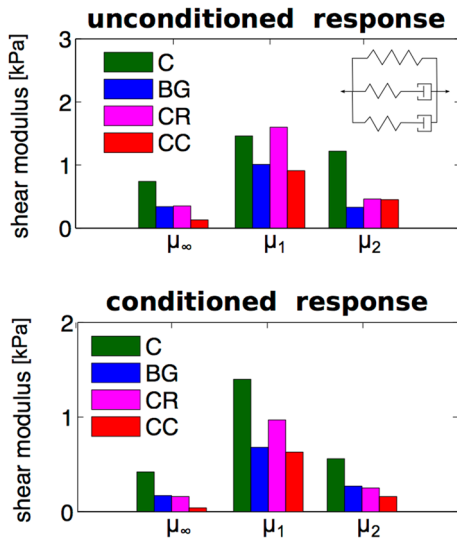 unconditioned response
shear modulus [kPa]
3
2
1
0
C
BG
CR
CC
μ∞
μ1
μ2
conditioned response
shear modulus [kPa]
2
1
0
C
BG
CR
CC
μ∞
μ1
μ2